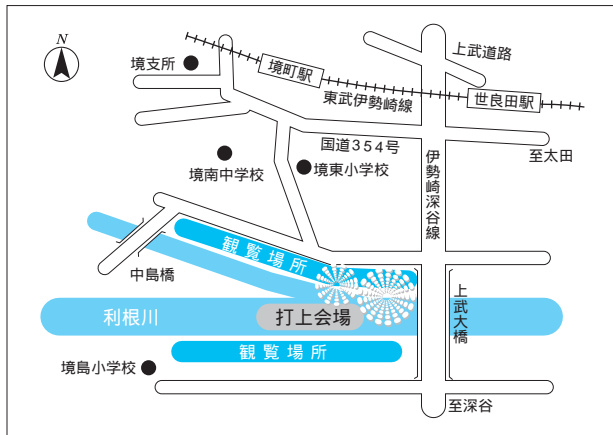 N
境支所
境町駅
上武道路
東武伊勢崎線
世良田駅
国道354号
至太田
境南中学校
境東小学校
伊勢崎深谷線
観覧場所
中島橋
利根川
打上会場
上武大橋
観覧場所
境島小学校
至深谷